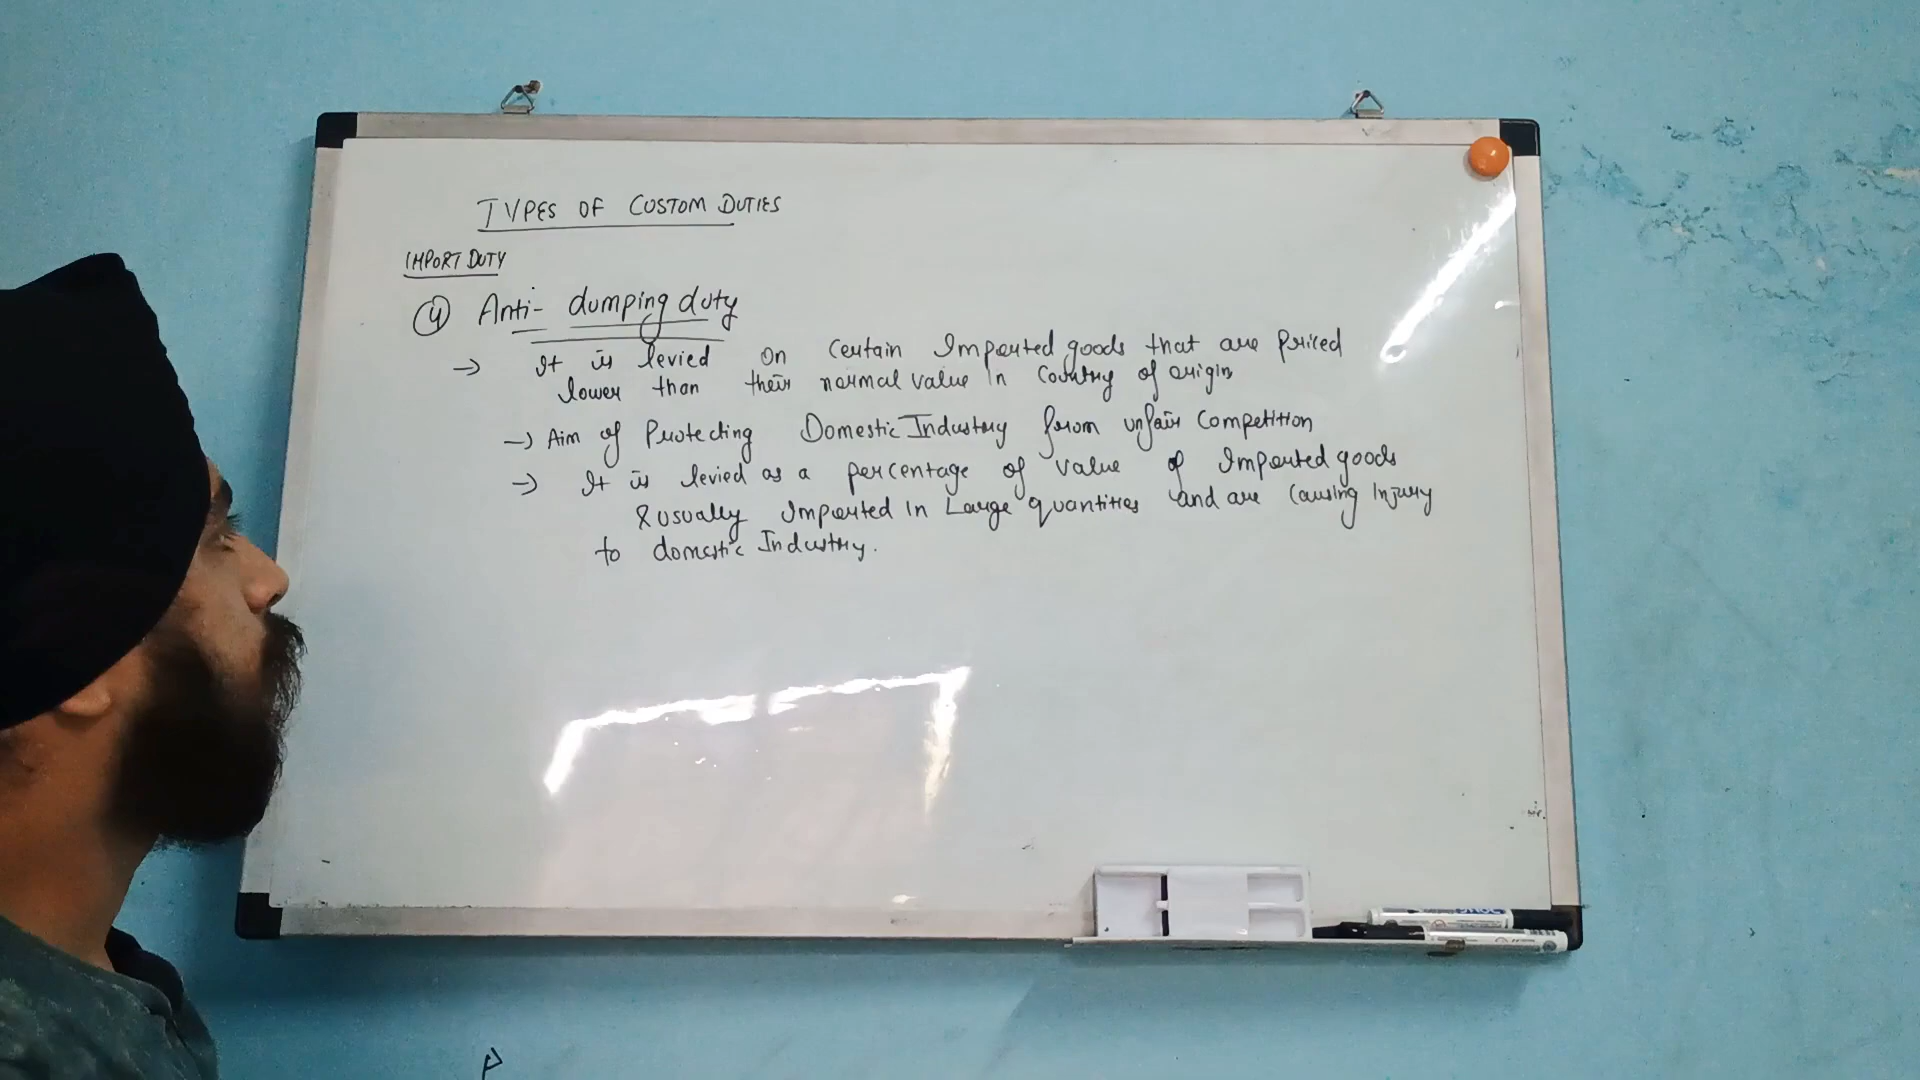 TYPES OF CUSTOM DUTIES
IMPORT DUTY
④ Anti- dumping duty
→ It is levied on certain Imported goods that are priced
lower than their normal value in Country of origin
→ Aim of Protecting Domestic Industry from unfair Competition
→ It is levied as a percentage of value of Imported goods
& usually Imported in Large quantities and are Causing Injury
to domestic Industry.